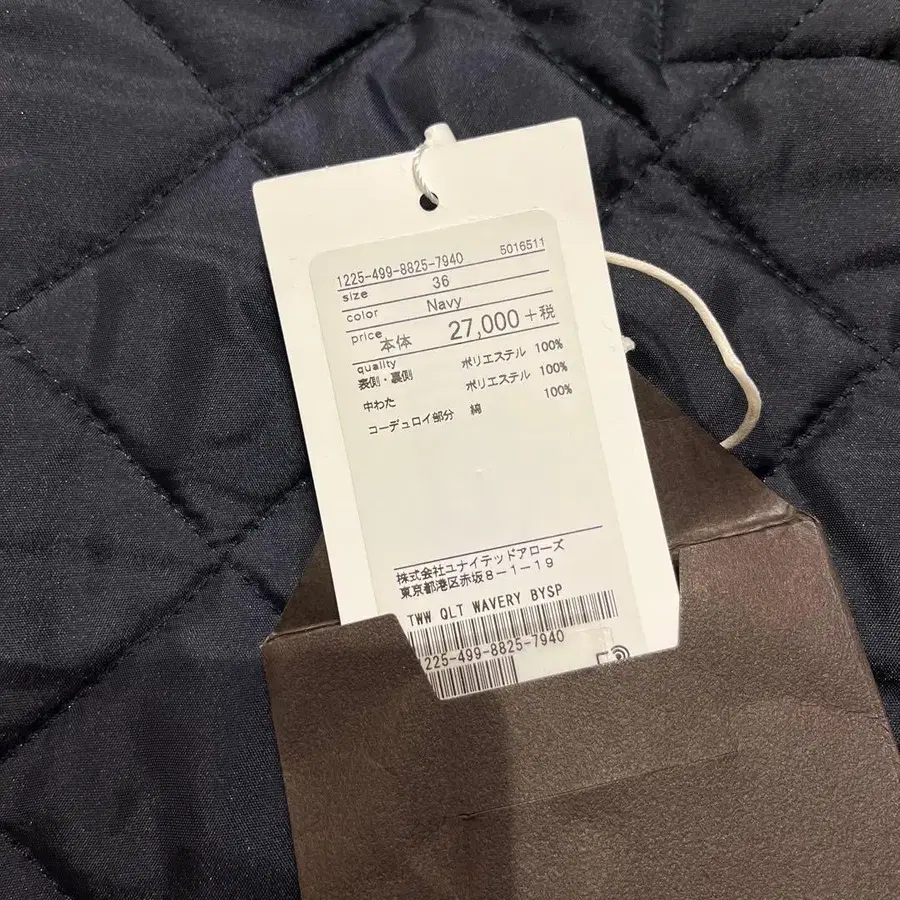 1225-499-8825-7940 5016511
size 36
color Navy
price 本体 27,000+税
quality
表側・裏側 ポリエステル 100%
中わた ポリエステル 100%
コーデュロイ部分 綿 100%
株式会社ユナイテッドアローズ
東京都港区赤坂8-1-19
TWW QLT WAVERY BYSP
225-499-8825-7940